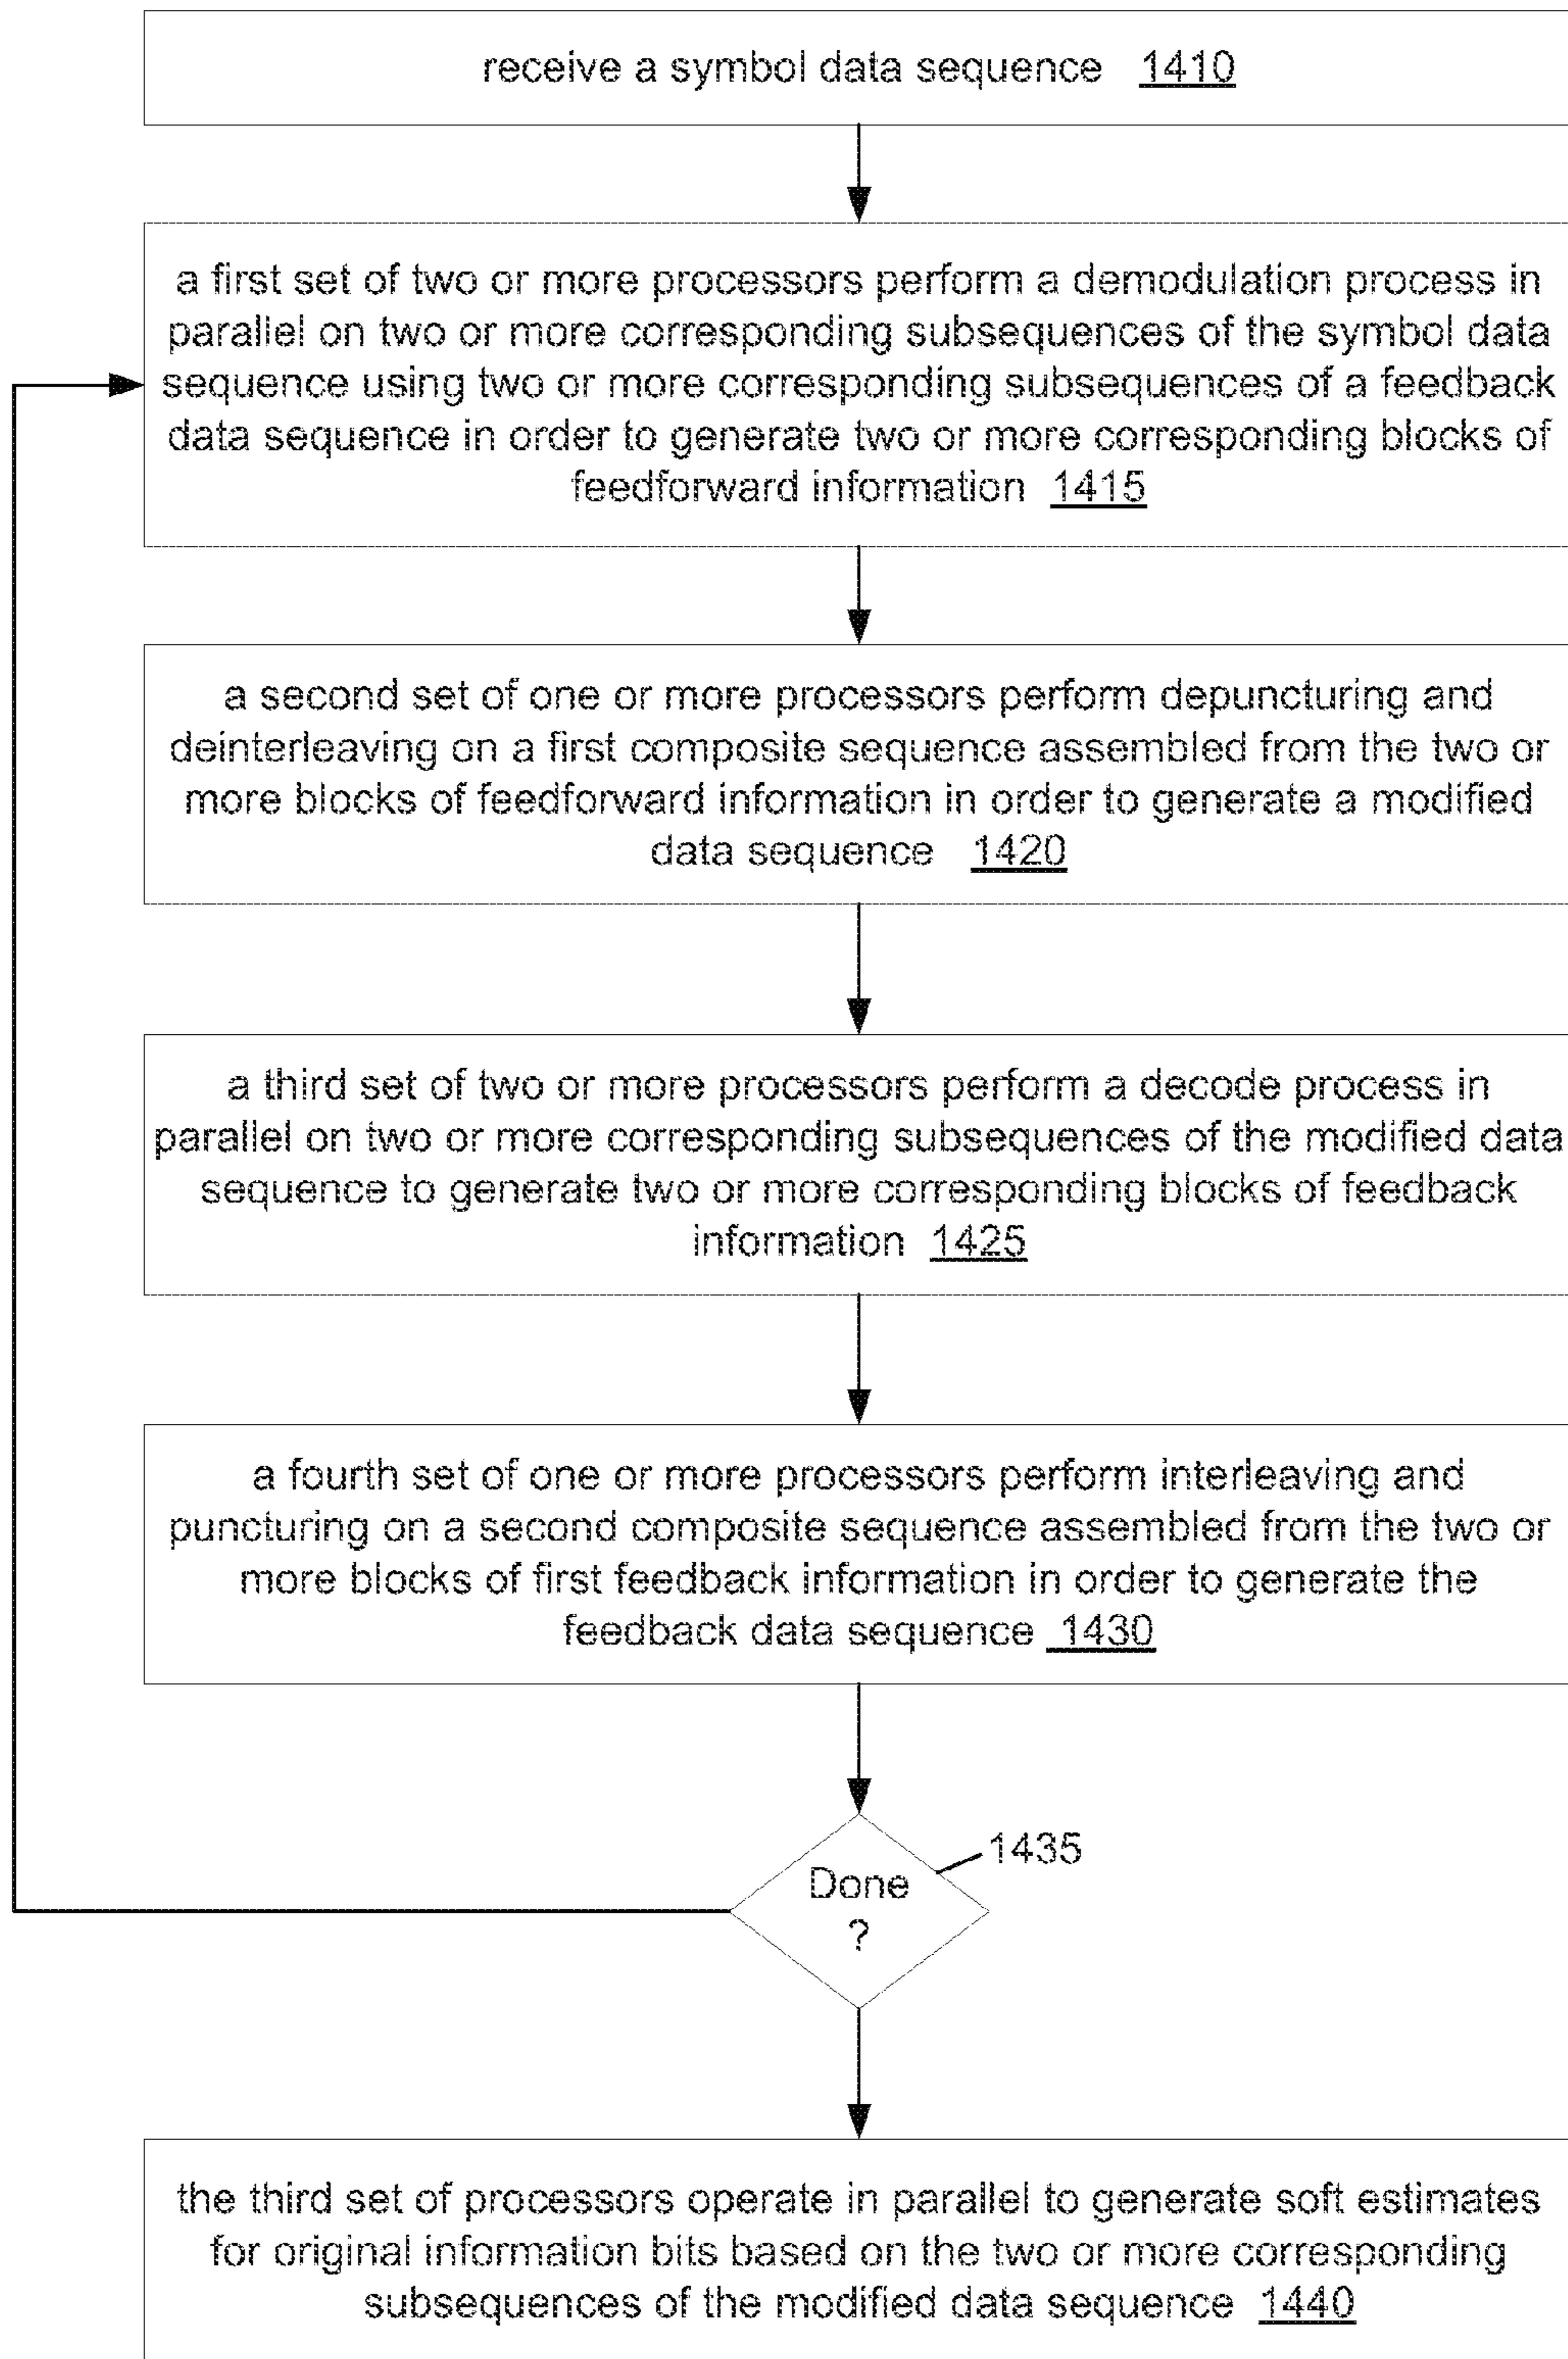 receive a symbol data sequence 1410
a first set of two or more processors perform a demodulation process in
parallel on two or more corresponding subsequences of the symbol data
sequence using two or more corresponding subsequences of a feedback
data sequence in order to generate two or more corresponding blocks of
feedforward information 1415
a second set of one or more processors perform depuncturing and
deinterleaving on a first composite sequence assembled from the two or
more blocks of feedforward information in order to generate a modified
data sequence 1420
a third set of two or more processors perform a decode process in
parallel on two or more corresponding subsequences of the modified data
sequence to generate two or more corresponding blocks of feedback
information 1425
a fourth set of one or more processors perform interleaving and
puncturing on a second composite sequence assembled from the two or
more blocks of first feedback information in order to generate the
feedback data sequence 1430
1435
Done
?
the third set of processors operate in parallel to generate soft estimates
for original information bits based on the two or more corresponding
subsequences of the modified data sequence 1440